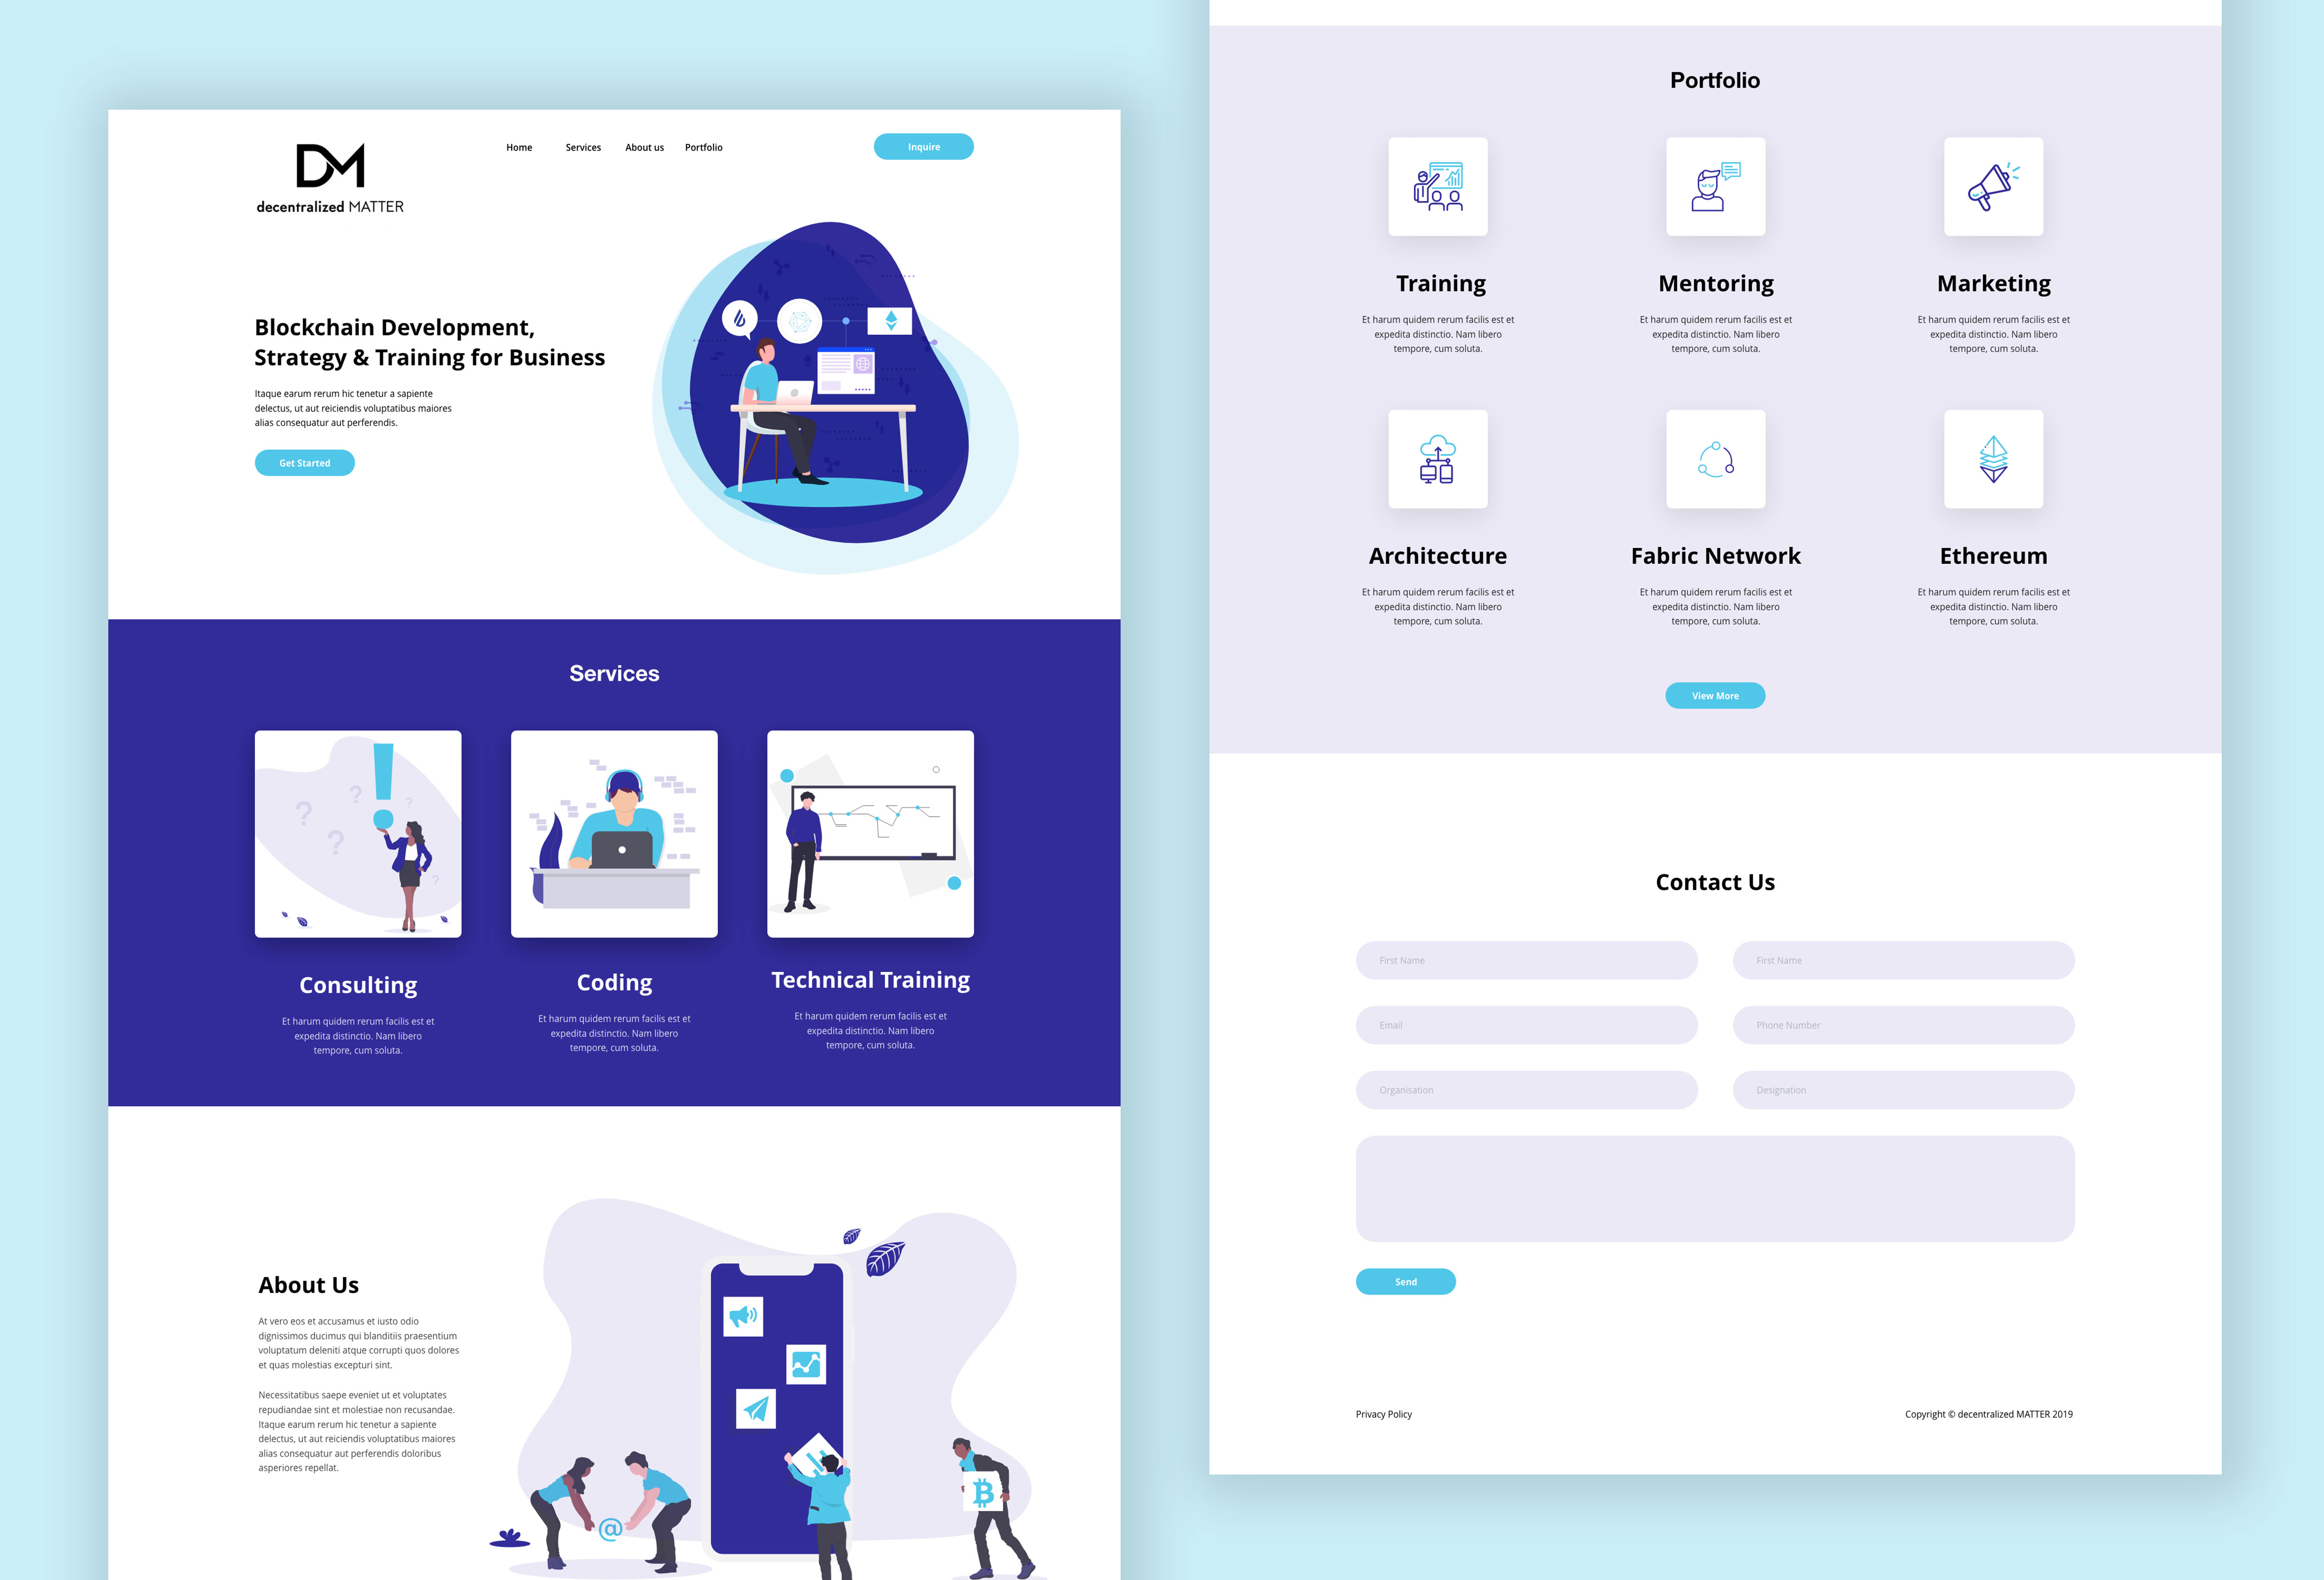 DM
decentralized MATTER
Home
Services
About us
Portfolio
Inquire
Blockchain Development,
Strategy & Training for Business
Itaque earum rerum hic tenetur a sapiente
delectus, ut aut reiciendis voluptatibus maiores
alias consequatur aut perferendis.
Get Started
Services
Consulting
Et harum quidem rerum facilis est et
expedita distinctio. Nam libero
tempore, cum soluta.
Coding
Et harum quidem rerum facilis est et
expedita distinctio. Nam libero
tempore, cum soluta.
Technical Training
Et harum quidem rerum facilis est et
expedita distinctio. Nam libero
tempore, cum soluta.
About Us
At vero eos et accusamus et iusto odio
dignissimos ducimus qui blanditiis praesentium
voluptatum deleniti atque corrupti quos dolores
et quas molestias excepturi sint.
Necessitatibus saepe eveniet ut et voluptates
repudiandae sint et molestiae non recusandae.
Itaque earum rerum hic tenetur a sapiente
delectus, ut aut reiciendis voluptatibus maiores
alias consequatur aut perferendis doloribus
asperiores repellat.
@
Portfolio
Training
Et harum quidem rerum facilis est et
expedita distinctio. Nam libero
tempore, cum soluta.
Mentoring
Et harum quidem rerum facilis est et
expedita distinctio. Nam libero
tempore, cum soluta.
Marketing
Et harum quidem rerum facilis est et
expedita distinctio. Nam libero
tempore, cum soluta.
Architecture
Et harum quidem rerum facilis est et
expedita distinctio. Nam libero
tempore, cum soluta.
Fabric Network
Et harum quidem rerum facilis est et
expedita distinctio. Nam libero
tempore, cum soluta.
Ethereum
Et harum quidem rerum facilis est et
expedita distinctio. Nam libero
tempore, cum soluta.
View More
Contact Us
First Name
First Name
Email
Phone Number
Organisation
Designation
Send
Privacy Policy
Copyright © decentralized MATTER 2019